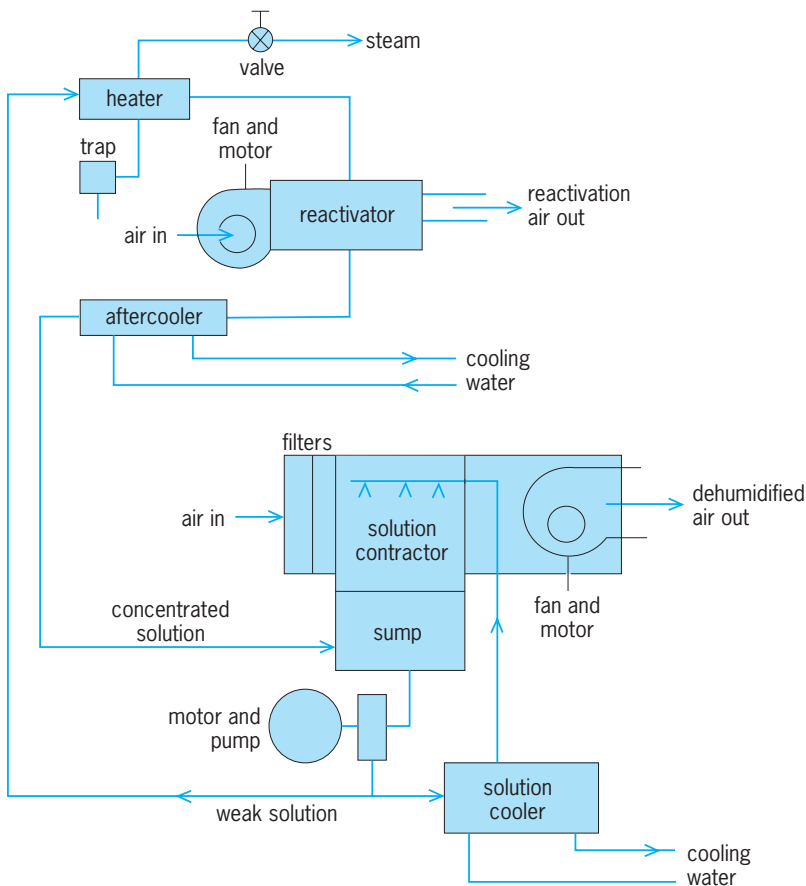 steam
valve
heater
fan and
motor
trap
reactivator
reactivation
air out
air in
aftercooler
cooling
water
filters
air in
solution
contractor
dehumidified
air out
fan and
motor
concentrated
solution
sump
motor and
pump
weak solution
solution
cooler
cooling
water